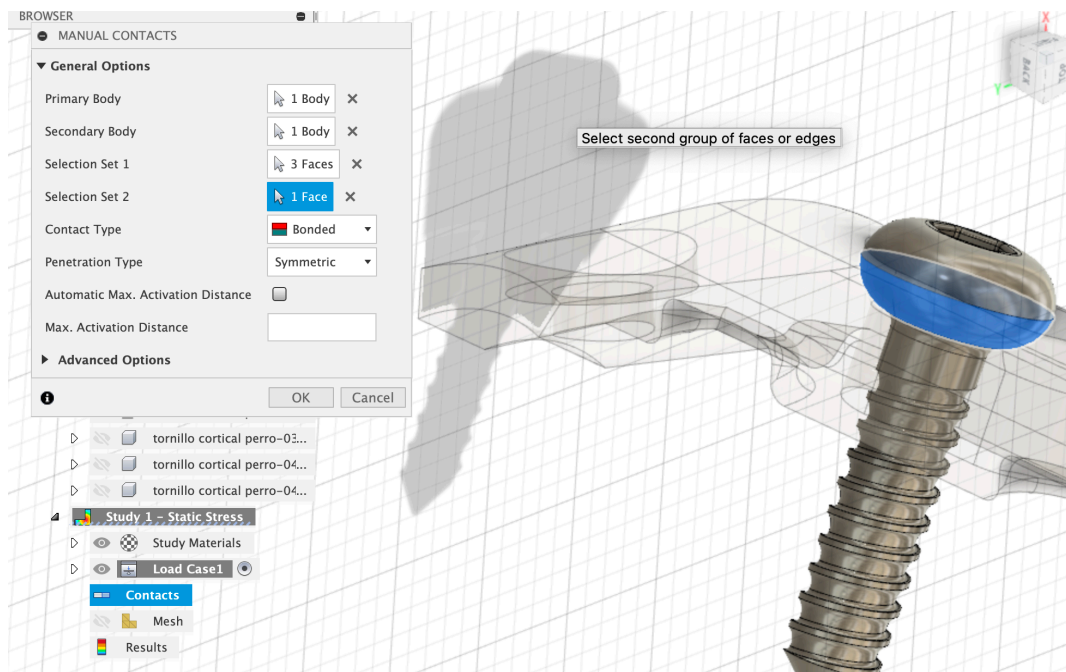 BROWSER
MANUAL CONTACTS
General Options
Primary Body
1 Body
Secondary Body
1 Body
Selection Set 1
3 Faces
Selection Set 2
1 Face
Contact Type
Bonded
Penetration Type
Symmetric
Automatic Max. Activation Distance
Max. Activation Distance
Advanced Options
OK
Cancel
Select second group of faces or edges
X
BACK
Y
tornillo cortical perro-03...
tornillo cortical perro-04...
tornillo cortical perro-04...
Study 1 - Static Stress
Study Materials
Load Case1
Contacts
Mesh
Results